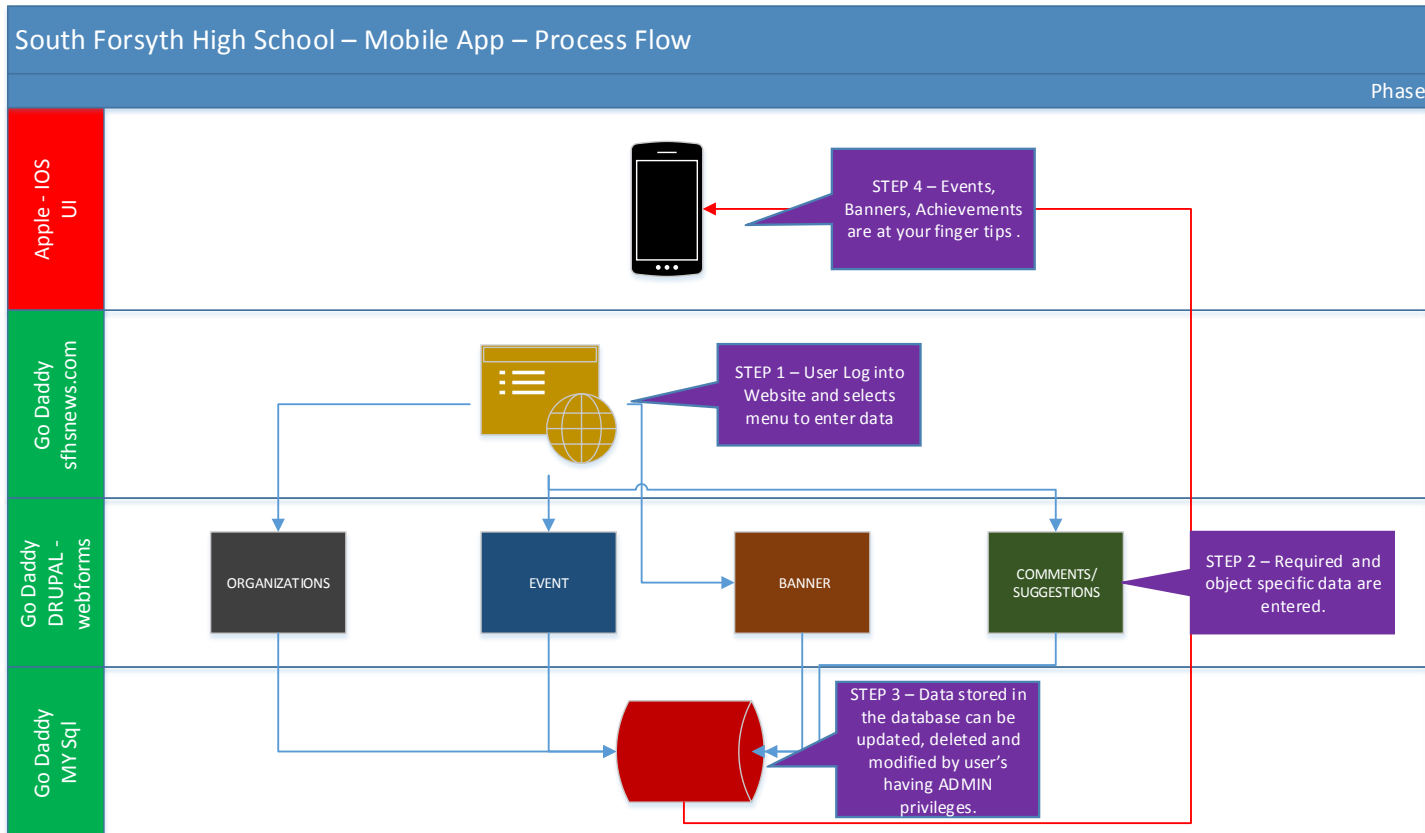 South Forsyth High School – Mobile App – Process Flow
Phase
Apple - IOS
UI
STEP 4 – Events,
Banners, Achievements
are at your finger tips .
Go Daddy
sfhsnews.com
STEP 1 – User Log into
Website and selects
menu to enter data
Go Daddy
DRUPAL -
webforms
ORGANIZATIONS
EVENT
BANNER
COMMENTS/
SUGGESTIONS
STEP 2 – Required and
object specific data are
entered.
Go Daddy
MY Sql
STEP 3 – Data stored in
the database can be
updated, deleted and
modified by user’s
having ADMIN
privileges.